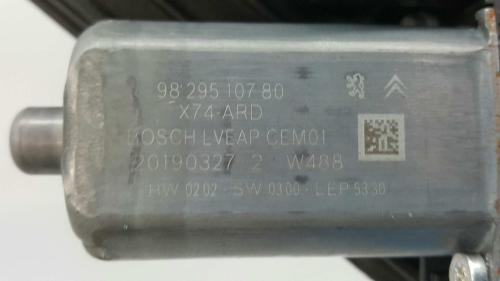 98 295 107 80
X74-ARD
BOSCH LVEAP CEM01
20190327 2 W488
HW 0202 - SW 0300 - LEP 5330